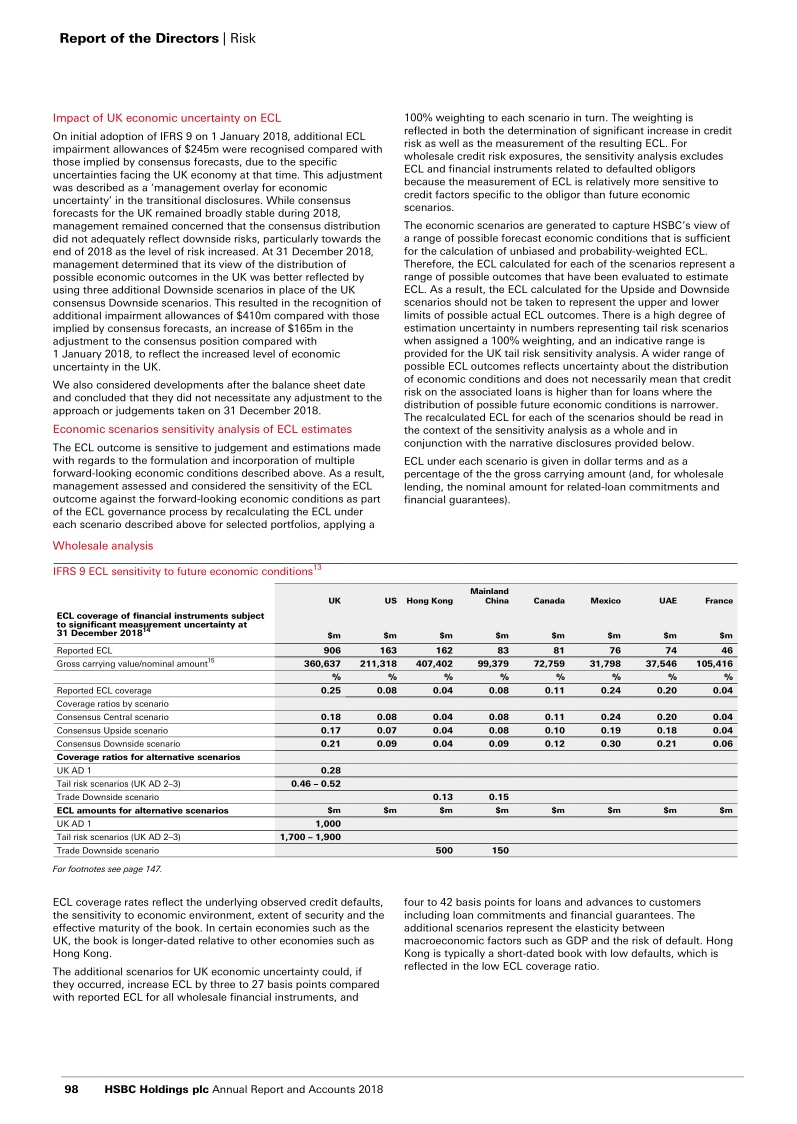 Report of the Directors | Risk
Impact of UK economic uncertainty on ECL
On initial adoption of IFRS 9 on 1 January 2018, additional ECL
impairment allowances of $245m were recognised compared with
those implied by consensus forecasts, due to the specific
uncertainties facing the UK economy at that time. This adjustment
was described as a ‘management overlay for economic
uncertainty’ in the transitional disclosures. While consensus
forecasts for the UK remained broadly stable during 2018,
management remained concerned that the consensus distribution
did not adequately reflect downside risks, particularly towards the
end of 2018 as the level of risk increased. At 31 December 2018,
management determined that its view of the distribution of
possible economic outcomes in the UK was better reflected by
using three additional Downside scenarios in place of the UK
consensus Downside scenarios. This resulted in the recognition of
additional impairment allowances of $410m compared with those
implied by consensus forecasts, an increase of $165m in the
adjustment to the consensus position compared with
1 January 2018, to reflect the increased level of economic
uncertainty in the UK.
We also considered developments after the balance sheet date
and concluded that they did not necessitate any adjustment to the
approach or judgements taken on 31 December 2018.
Economic scenarios sensitivity analysis of ECL estimates
The ECL outcome is sensitive to judgement and estimations made
with regards to the formulation and incorporation of multiple
forward-looking economic conditions described above. As a result,
management assessed and considered the sensitivity of the ECL
outcome against the forward-looking economic conditions as part
of the ECL governance process by recalculating the ECL under
each scenario described above for selected portfolios, applying a
100% weighting to each scenario in turn. The weighting is
reflected in both the determination of significant increase in credit
risk as well as the measurement of the resulting ECL. For
wholesale credit risk exposures, the sensitivity analysis excludes
ECL and financial instruments related to defaulted obligors
because the measurement of ECL is relatively more sensitive to
credit factors specific to the obligor than future economic
scenarios.
The economic scenarios are generated to capture HSBC’s view of
a range of possible forecast economic conditions that is sufficient
for the calculation of unbiased and probability-weighted ECL.
Therefore, the ECL calculated for each of the scenarios represent a
range of possible outcomes that have been evaluated to estimate
ECL. As a result, the ECL calculated for the Upside and Downside
scenarios should not be taken to represent the upper and lower
limits of possible actual ECL outcomes. There is a high degree of
estimation uncertainty in numbers representing tail risk scenarios
when assigned a 100% weighting, and an indicative range is
provided for the UK tail risk sensitivity analysis. A wider range of
possible ECL outcomes reflects uncertainty about the distribution
of economic conditions and does not necessarily mean that credit
risk on the associated loans is higher than for loans where the
distribution of possible future economic conditions is narrower.
The recalculated ECL for each of the scenarios should be read in
the context of the sensitivity analysis as a whole and in
conjunction with the narrative disclosures provided below.
ECL under each scenario is given in dollar terms and as a
percentage of the the gross carrying amount (and, for wholesale
lending, the nominal amount for related-loan commitments and
financial guarantees).
Wholesale analysis
IFRS 9 ECL sensitivity to future economic conditions13
UK US Hong Kong Mainland China Canada Mexico UAE France
ECL coverage of financial instruments subject
to significant measurement uncertainty at
31 December 201814 $m $m $m $m $m $m $m $m
Reported ECL 906 163 162 83 81 76 74 46
Gross carrying value/nominal amount15 360,637 211,318 407,402 99,379 72,759 31,798 37,546 105,416
% % % % % % % %
Reported ECL coverage 0.25 0.08 0.04 0.08 0.11 0.24 0.20 0.04
Coverage ratios by scenario
Consensus Central scenario 0.18 0.08 0.04 0.08 0.11 0.24 0.20 0.04
Consensus Upside scenario 0.17 0.07 0.04 0.08 0.10 0.19 0.18 0.04
Consensus Downside scenario 0.21 0.09 0.04 0.09 0.12 0.30 0.21 0.06
Coverage ratios for alternative scenarios
UK AD 1 0.28
Tail risk scenarios (UK AD 2–3) 0.46 – 0.52
Trade Downside scenario 0.13 0.15
ECL amounts for alternative scenarios $m $m $m $m $m $m $m $m
UK AD 1 1,000
Tail risk scenarios (UK AD 2–3) 1,700 – 1,900
Trade Downside scenario 500 150
For footnotes see page 147.
ECL coverage rates reflect the underlying observed credit defaults,
the sensitivity to economic environment, extent of security and the
effective maturity of the book. In certain economies such as the
UK, the book is longer-dated relative to other economies such as
Hong Kong.
The additional scenarios for UK economic uncertainty could, if
they occurred, increase ECL by three to 27 basis points compared
with reported ECL for all wholesale financial instruments, and
four to 42 basis points for loans and advances to customers
including loan commitments and financial guarantees. The
additional scenarios represent the elasticity between
macroeconomic factors such as GDP and the risk of default. Hong
Kong is typically a short-dated book with low defaults, which is
reflected in the low ECL coverage ratio.
98 HSBC Holdings plc Annual Report and Accounts 2018